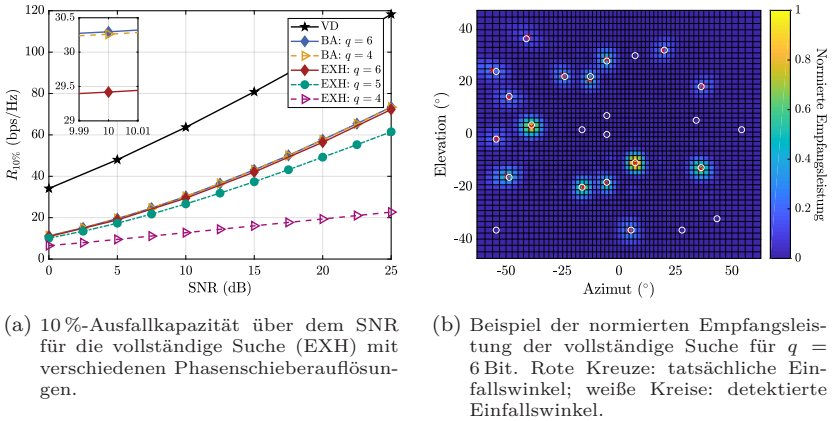 120
100
80
60
40
20
0
0
5
10
15
20
25
R10% (bps/Hz)
SNR (dB)
30.5
30
29.5
29
9.99
10
10.01
VD
BA: q = 6
BA: q = 4
EXH: q = 6
EXH: q = 5
EXH: q = 4
40
20
0
-20
-40
-50
-25
0
25
50
Elevation (°)
Azimut (°)
1
0.8
0.6
0.4
0.2
0
Normierte Empfangsleistung
(a) 10 %-Ausfallkapazität über dem SNR
für die vollständige Suche (EXH) mit
verschiedenen Phasenschieberauflösun-
gen.
(b) Beispiel der normierten Empfangsleis-
tung der vollständige Suche für q =
6 Bit. Rote Kreuze: tatsächliche Ein-
fallswinkel; weiße Kreise: detektierte
Einfallswinkel.